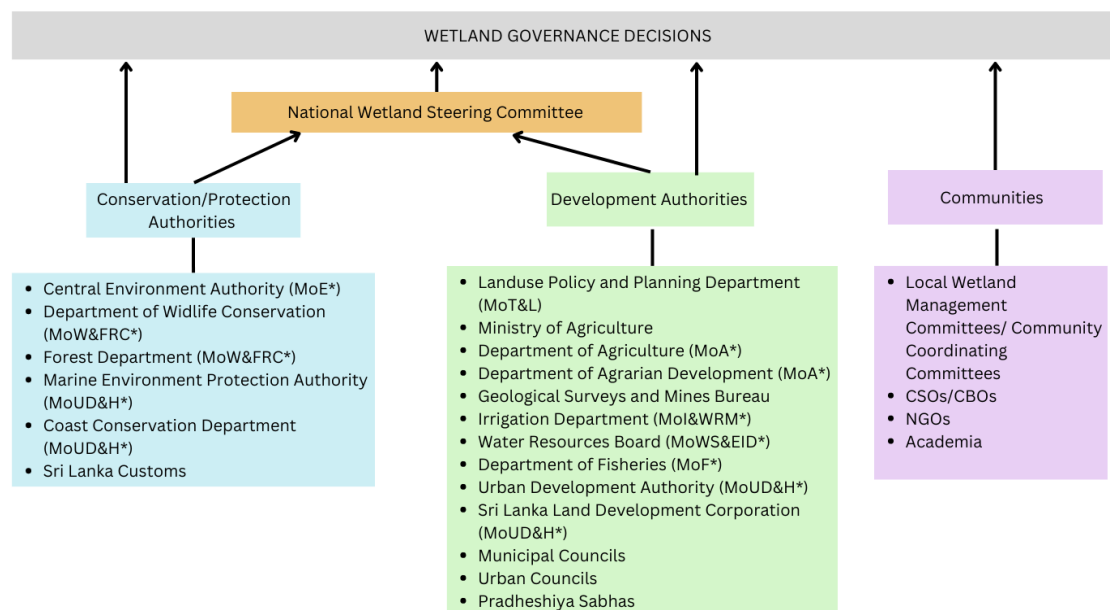 WETLAND GOVERNANCE DECISIONS
National Wetland Steering Committee
Conservation/Protection
Authorities
Development Authorities
Communities
• Central Environment Authority (MoE*)
• Department of Widlife Conservation
(MoW&FRC*)
• Forest Department (MoW&FRC*)
• Marine Environment Protection Authority
(MoUD&H*)
• Coast Conservation Department
(MoUD&H*)
• Sri Lanka Customs
• Landuse Policy and Planning Department
(MoT&L)
• Ministry of Agriculture
• Department of Agriculture (MoA*)
• Department of Agrarian Development (MoA*)
• Geological Surveys and Mines Bureau
• Irrigation Department (MoI&WRM*)
• Water Resources Board (MoWS&EID*)
• Department of Fisheries (MoF*)
• Urban Development Authority (MoUD&H*)
• Sri Lanka Land Development Corporation
(MoUD&H*)
• Municipal Councils
• Urban Councils
• Pradheshiya Sabhas
• Local Wetland
Management
Committees/ Community
Coordinating
Committees
• CSOs/CBOs
• NGOs
• Academia